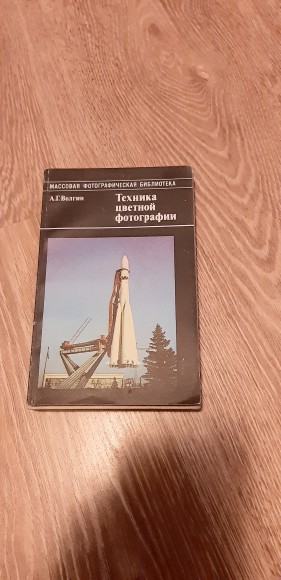 МАССОВАЯ ФОТОГРАФИЧЕСКАЯ БИБЛИОТЕКА
А.Г.Волгин
Техника
цветной
фотографии